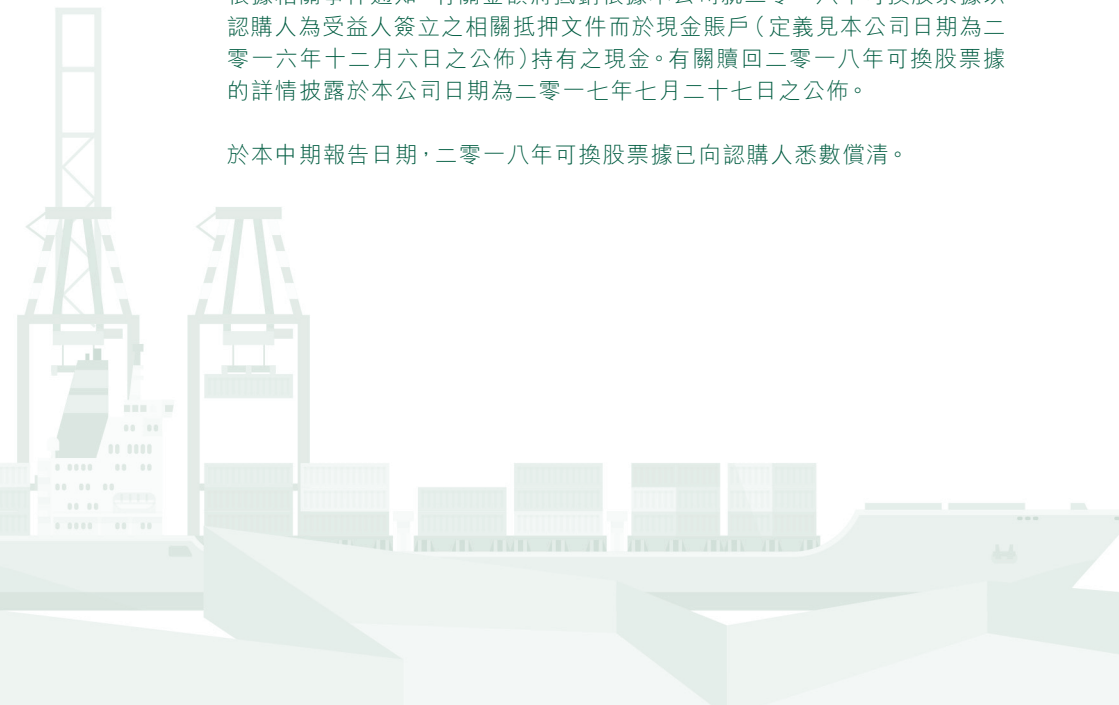 認購人為受益人簽立之相關抵押文件而於現金賬戶（定義見本公司日期為二
零一六年十二月六日之公佈）持有之現金。有關贖回二零一八年可換股票據
的詳情披露於本公司日期為二零一七年七月二十七日之公佈。
於本中期報告日期，二零一八年可換股票據已向認購人悉數償清。